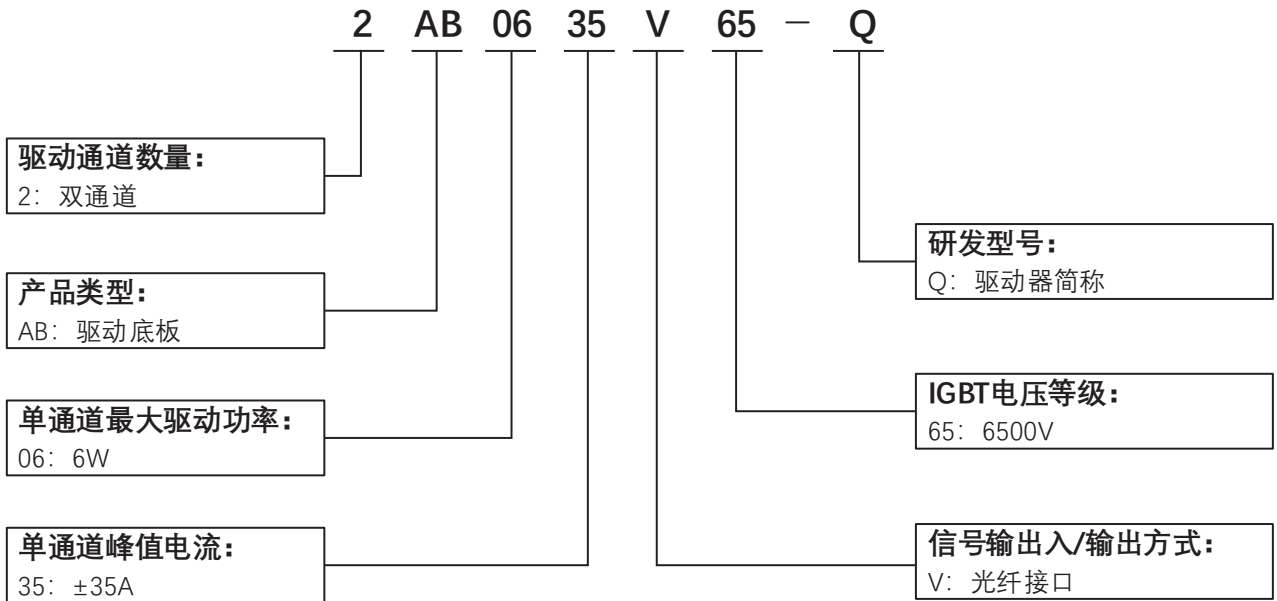 2 AB 06 35 V 65 — Q
驱动通道数量：
2：双通道
产品类型：
AB：驱动底板
单通道最大驱动功率：
06：6W
单通道峰值电流：
35：±35A
研发型号：
Q：驱动器简称
IGBT电压等级：
65：6500V
信号输出入/输出方式：
V：光纤接口